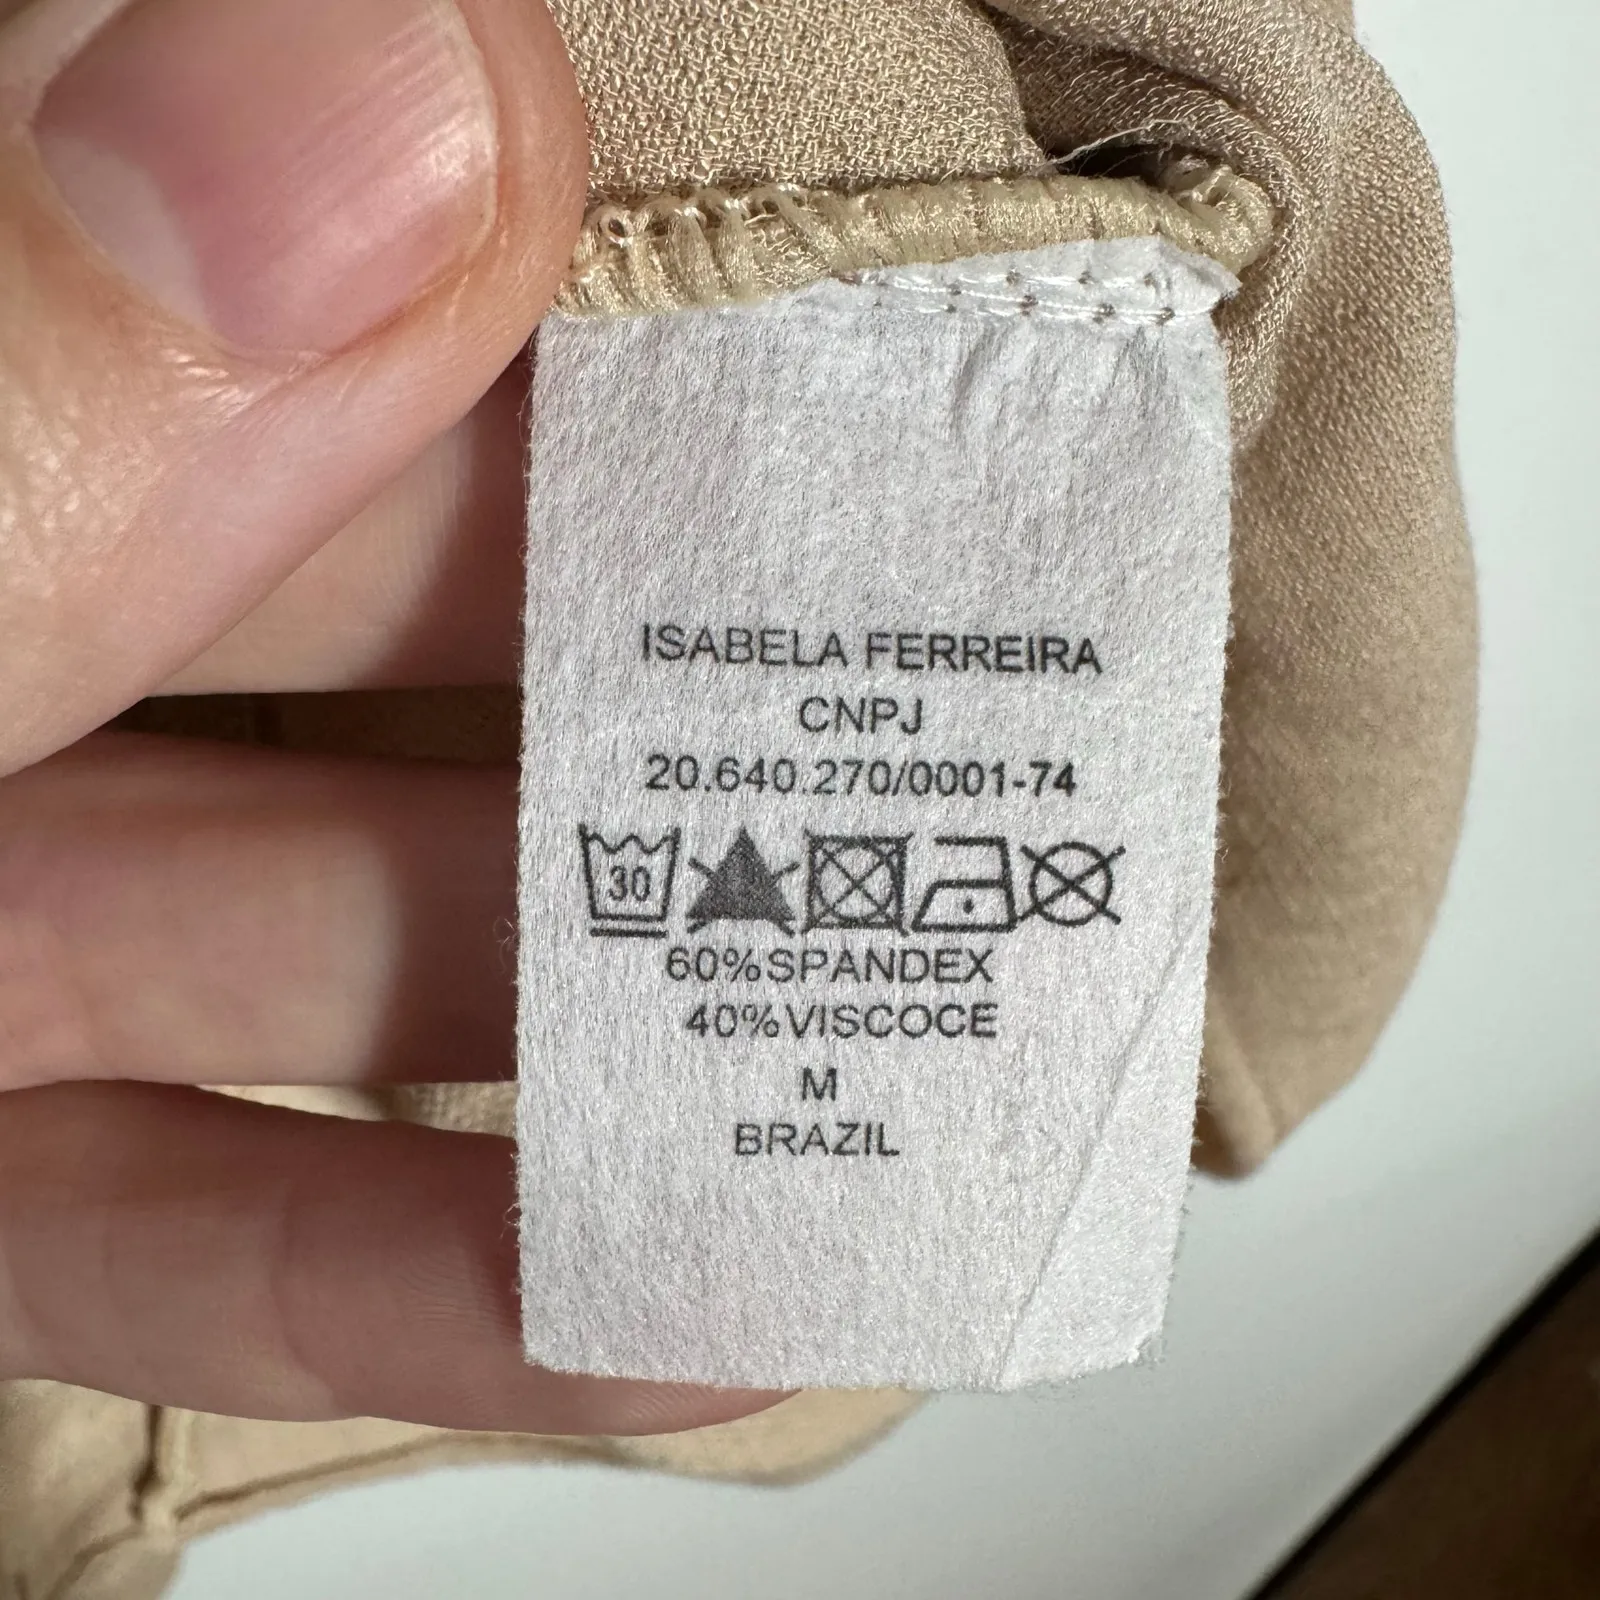 ISABELA FERREIRA
CNPJ
20.640.270/0001-74
30
60%SPANDEX
40%VISCOCE
M
BRAZIL